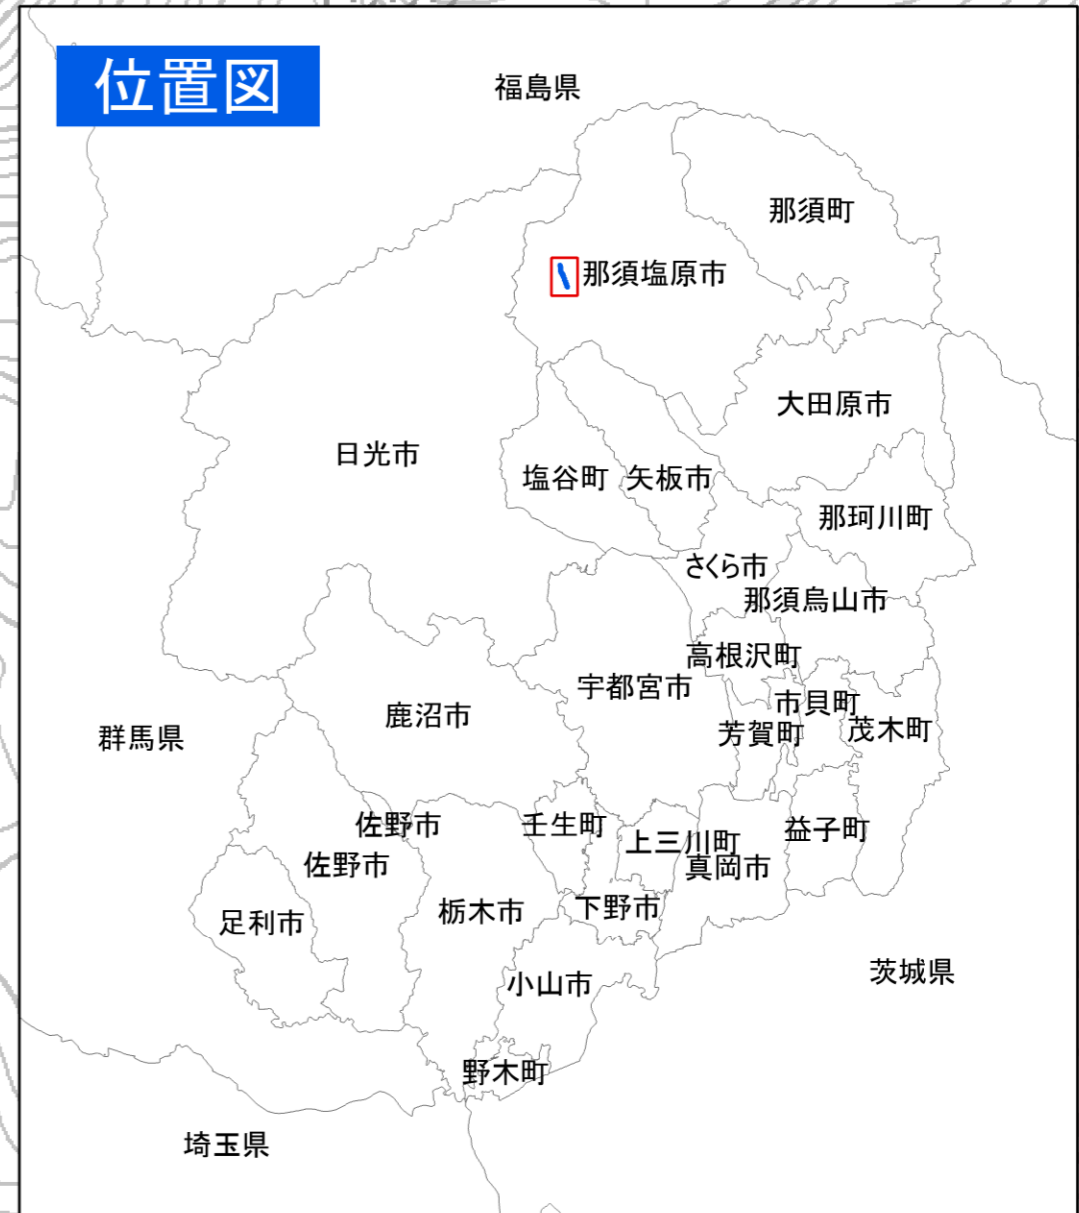 位置図
福島県
那須町
那須塩原市
大田原市
日光市
塩谷町
矢板市
那珂川町
さくら市
那須烏山市
高根沢町
宇都宮市
市貝町
鹿沼市
茂木町
芳賀町
群馬県
佐野市
壬生町
益子町
上三川町
佐野市
真岡市
栃木市
下野市
足利市
茨城県
小山市
野木町
埼玉県